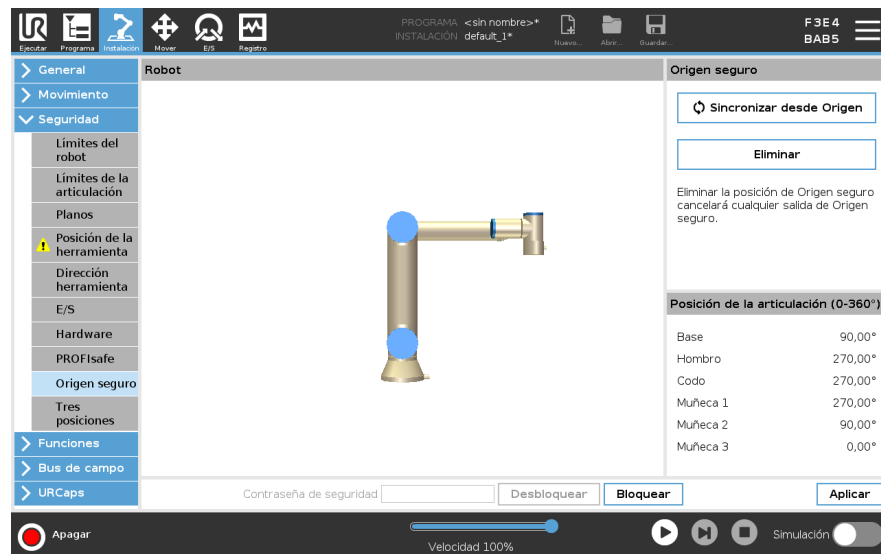 PROGRAMA <sin nombre>*
INSTALACIÓN default_1*
F3E4
BAB5
Ejecutar Programa Instalación Mover E/S Registro Nuevo... Abrir... Guardar...
General
Movimiento
Seguridad
Límites del
robot
Límites de la
articulación
Planos
Posición de la
herramienta
Dirección
herramienta
E/S
Hardware
PROFIsafe
Origen seguro
Tres
posiciones
Funciones
Bus de campo
URCaps
Robot
Origen seguro
Sincronizar desde Origen
Eliminar
Eliminar la posición de Origen seguro
cancelará cualquier salida de Origen
seguro.
Posición de la articulación (0-360°)
Base 90,00°
Hombro 270,00°
Codo 270,00°
Muñeca 1 270,00°
Muñeca 2 90,00°
Muñeca 3 0,00°
Contraseña de seguridad Desbloquear Bloquear Aplicar
Apagar
Velocidad 100%
Simulación